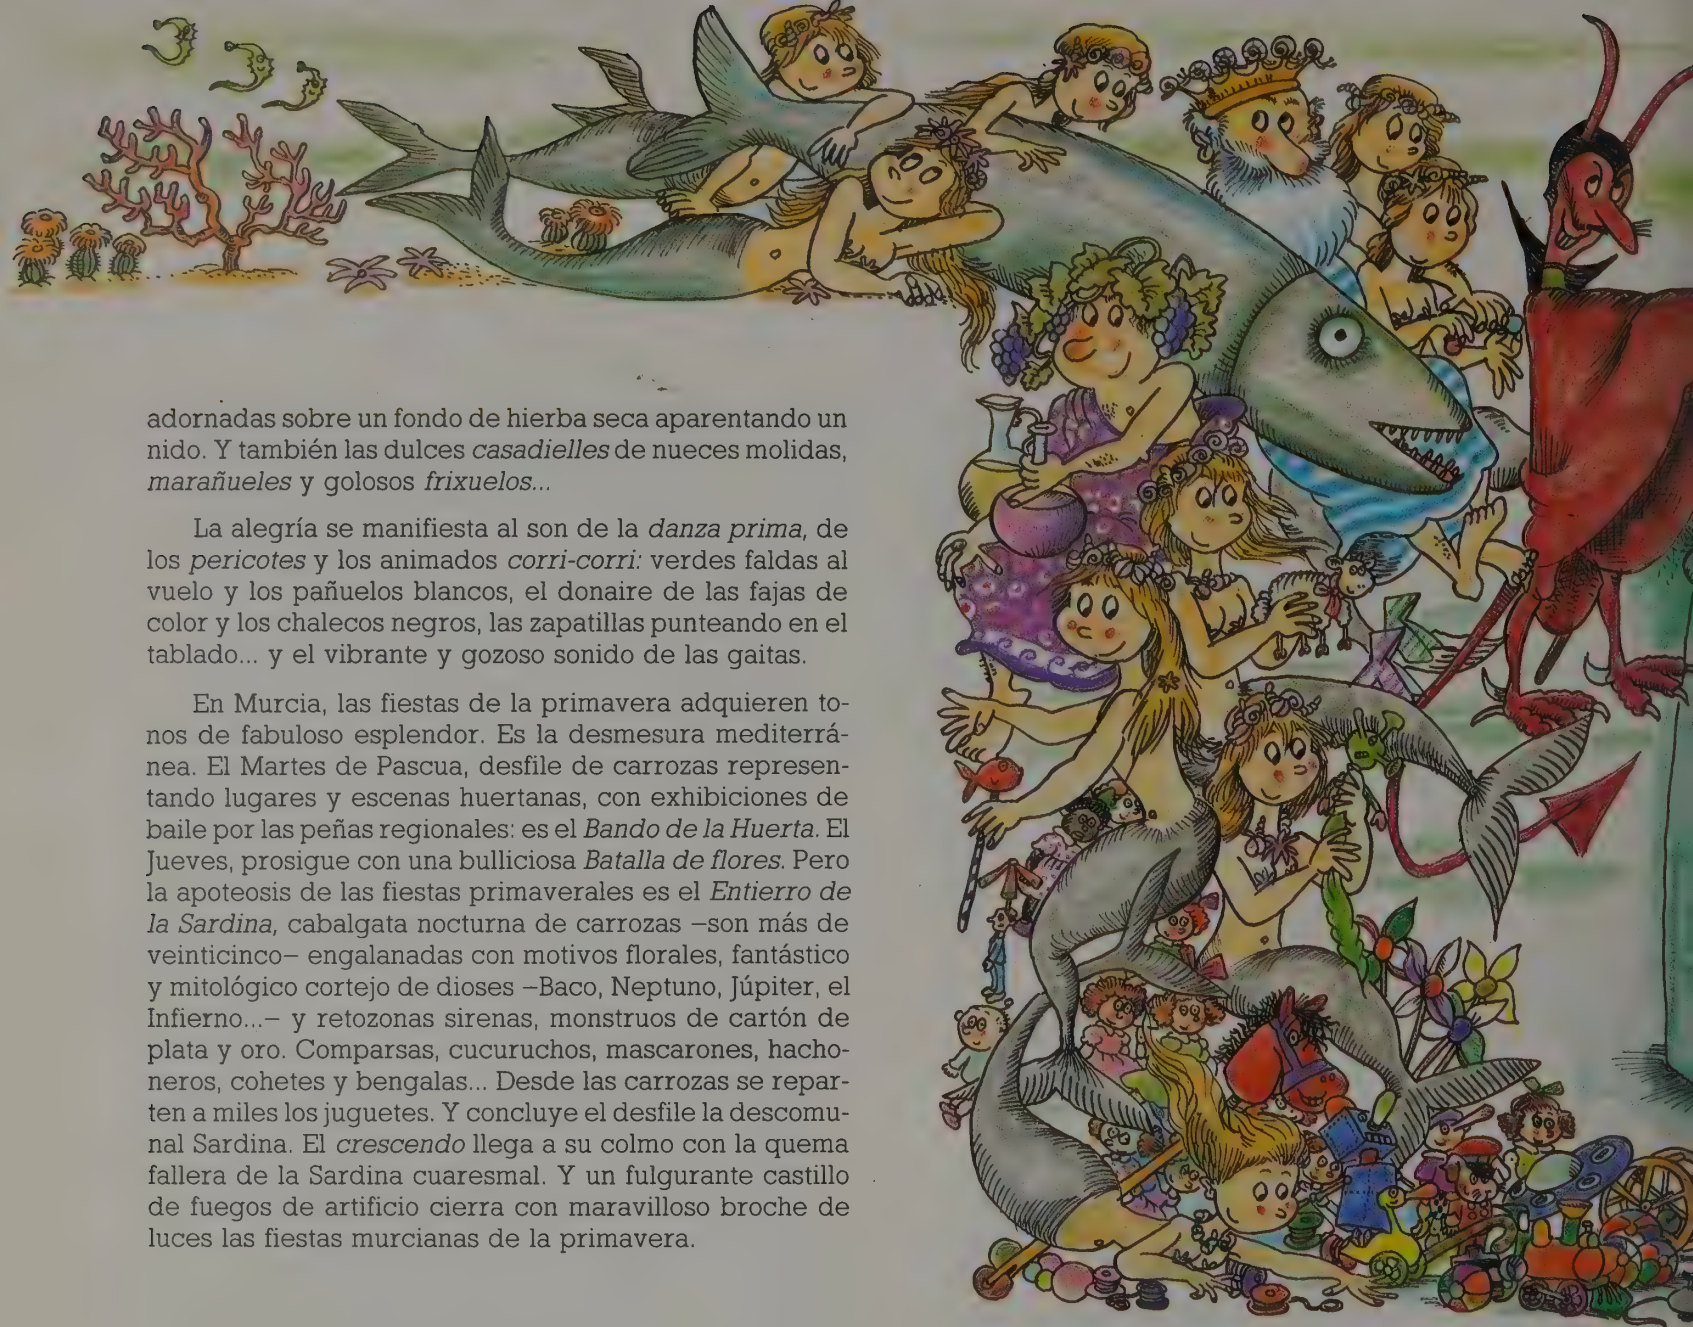 adornadas sobre un fondo de hierba seca aparentando un
nido. Y también las dulces casadielles de nueces molidas,
marañueles y golosos frixuelos...
La alegría se manifiesta al son de la danza prima, de
los pericotes y los animados corri-corri: verdes faldas al
vuelo y los pañuelos blancos, el donaire de las fajas de
color y los chalecos negros, las zapatillas punteando en el
tablado... y el vibrante y gozoso sonido de las gaitas.
En Murcia, las fiestas de la primavera adquieren to-
nos de fabuloso esplendor. Es la desmesura mediterrá-
nea. El Martes de Pascua, desfile de carrozas represen-
tando lugares y escenas huertanas, con exhibiciones de
baile por las peñas regionales: es el Bando de la Huerta. El
Jueves, prosigue con una bulliciosa Batalla de flores. Pero
la apoteosis de las fiestas primaverales es el Entierro de
la Sardina, cabalgata nocturna de carrozas –son más de
veinticinco– engalanadas con motivos florales, fantástico
y mitológico cortejo de dioses –Baco, Neptuno, Júpiter, el
Infierno...– y retozonas sirenas, monstruos de cartón de
plata y oro. Comparsas, cucuruchos, mascarones, hacho-
neros, cohetes y bengalas... Desde las carrozas se repar-
ten a miles los juguetes. Y concluye el desfile la descomu-
nal Sardina. El crescendo llega a su colmo con la quema
fallera de la Sardina cuaresmal. Y un fulgurante castillo
de fuegos de artificio cierra con maravilloso broche de
luces las fiestas murcianas de la primavera.